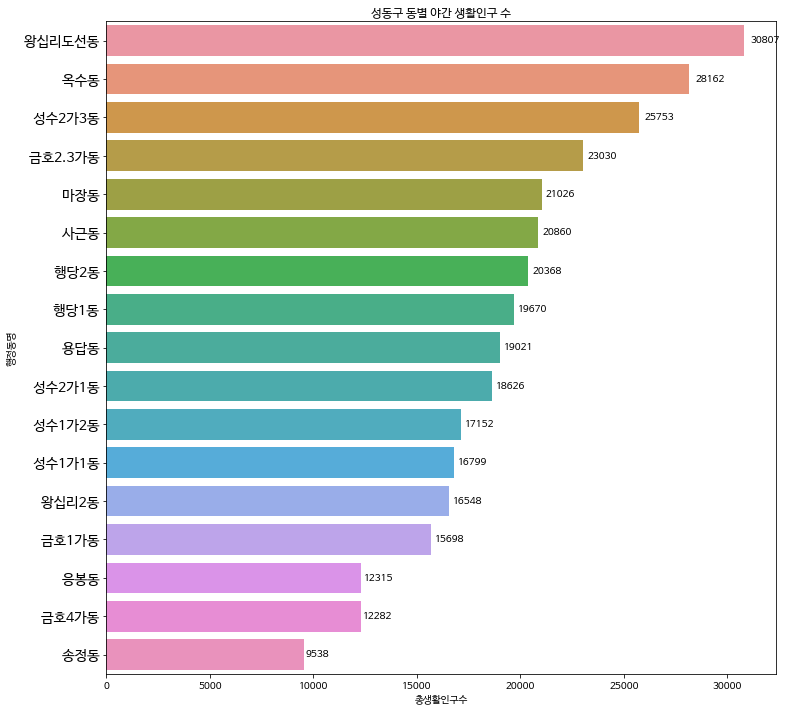 성동구 동별 야간 생활인구 수
왕십리도선동 30807
옥수동 28162
성수2가3동 25753
금호2.3가동 23030
마장동 21026
사근동 20860
행당2동 20368
행당1동 19670
용답동 19021
성수2가1동 18626
성수1가2동 17152
성수1가1동 16799
왕십리2동 16548
금호1가동 15698
응봉동 12315
금호4가동 12282
송정동 9538
행정동명
0 5000 10000 15000 20000 25000 30000
총생활인구수